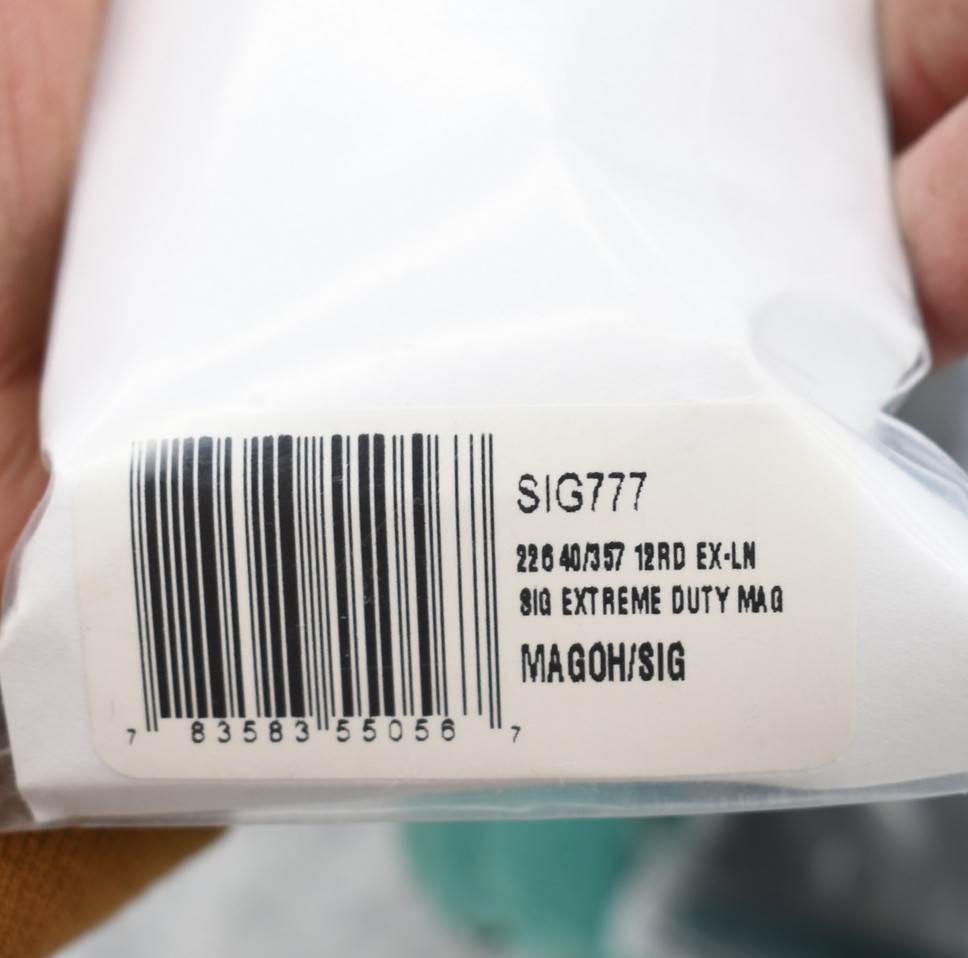 SIG777
226 40/357 12RD EX-LN
SIG EXTREME DUTY MAG
MAGOH/SIG
7 83583 55056 7